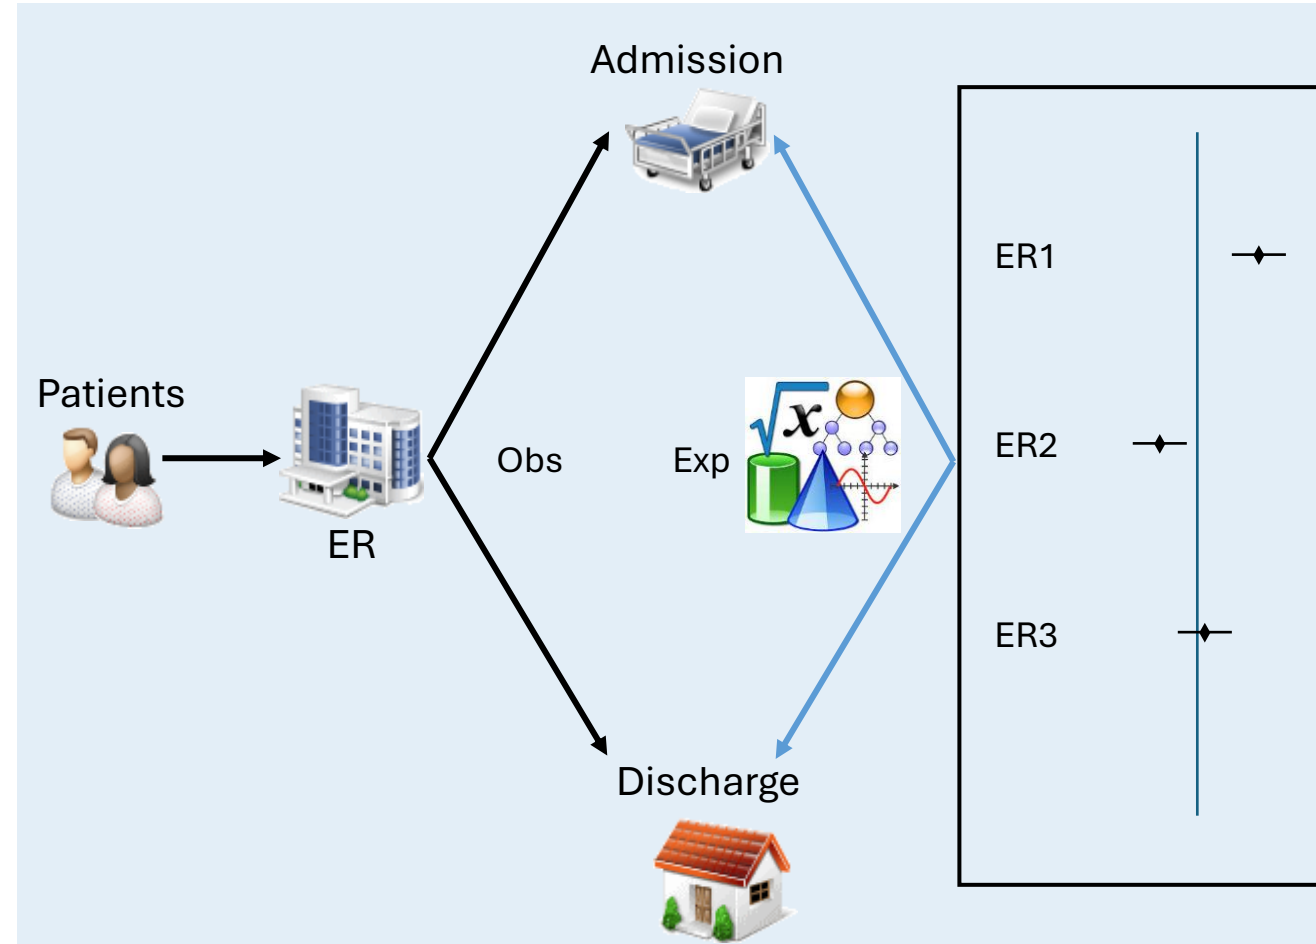 Admission
ER1
Patients
Obs
Exp
x
ER2
ER
ER3
Discharge